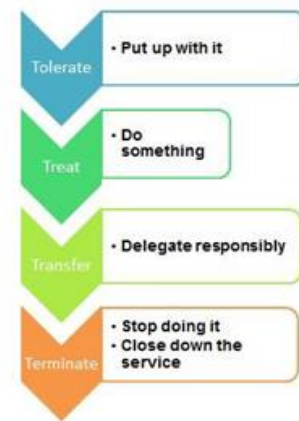 Tolerate
• Put up with it
Treat
• Do
something
Transfer
• Delegate responsibly
Terminate
• Stop doing it
• Close down the
service